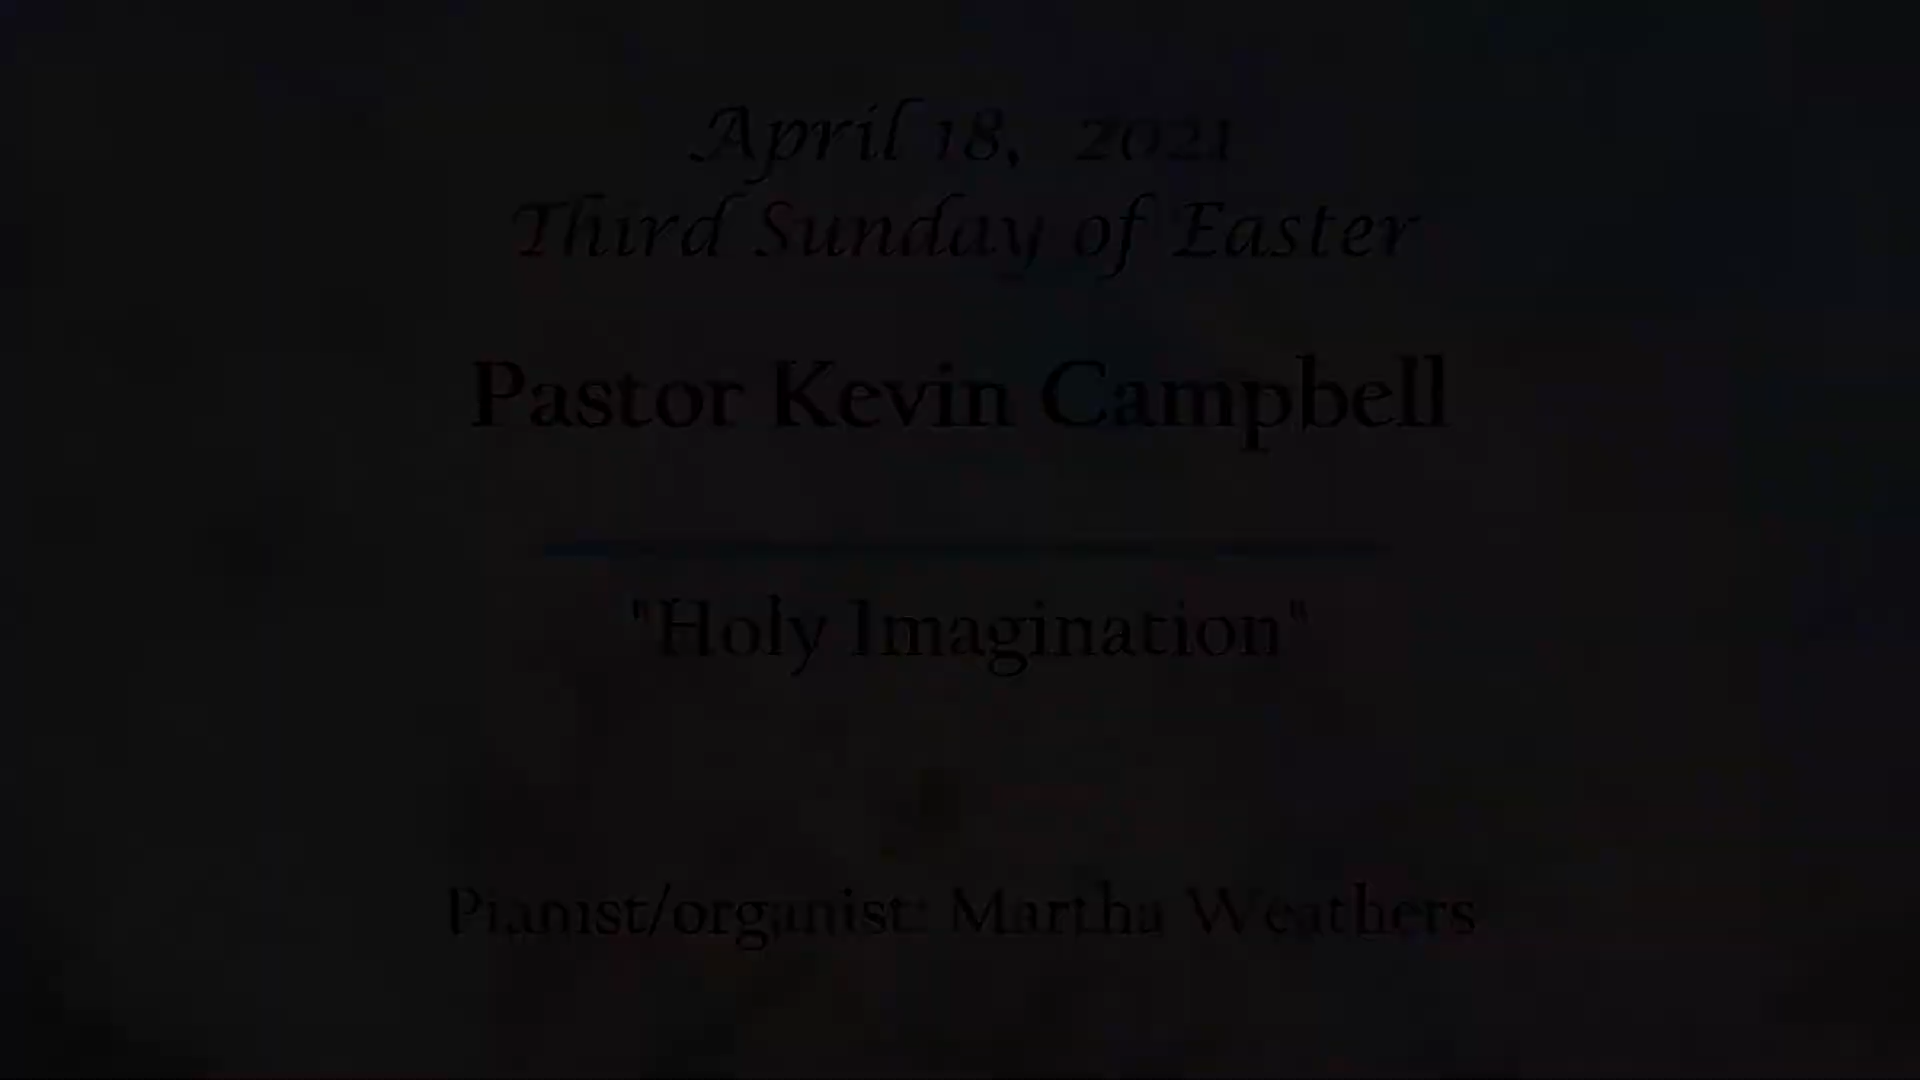 April 18, 2021
Third Sunday of Easter
Pastor Kevin Campbell
"Holy Imagination"
Pianist/organist: Martha Weathers